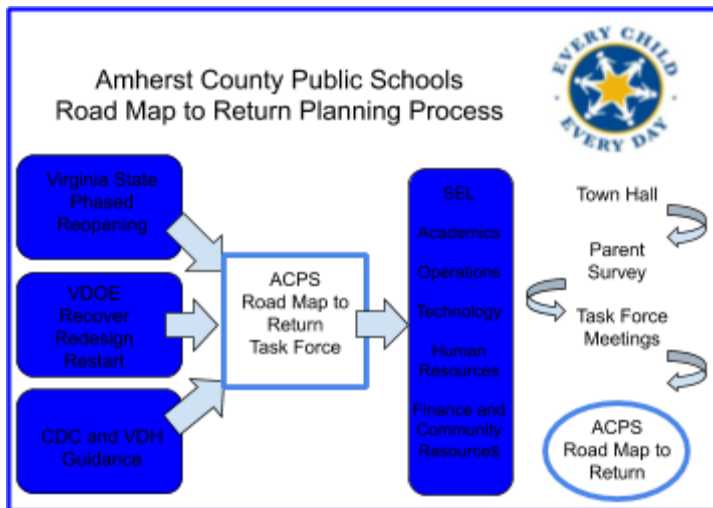 Amherst County Public Schools
Road Map to Return Planning Process
EVERY CHILD
EVERY DAY
Virginia State
Phased
Reopening
VDOE
Recover
Redesign
Restart
CDC and VDH
Guidance
ACPS
Road Map to
Return
Task Force
SEL
Academics
Operations
Technology
Human
Resources
Finance and
Community
Resources
Town Hall
Parent
Survey
Task Force
Meetings
ACPS
Road Map to
Return